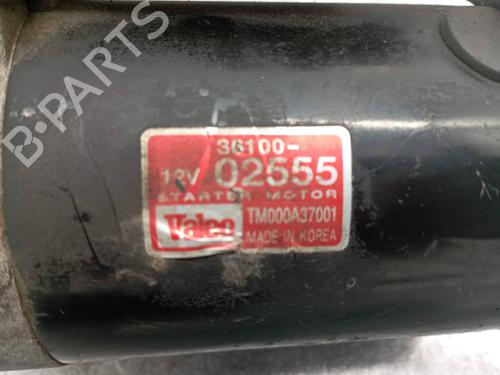 B-PARTS
36100-
12V 02555
STARTER MOTOR
Valeo TM000A37001
MADE IN KOREA